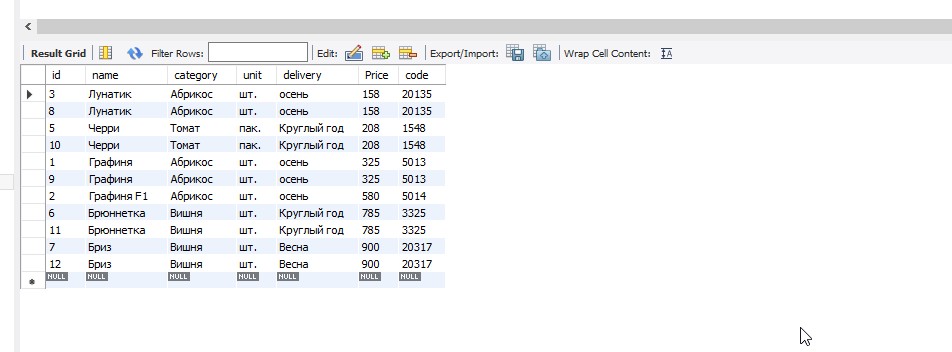 Result Grid Filter Rows: Edit: Export/Import: Wrap Cell Content: IA
id name category unit delivery Price code
3 Лунатик Абрикос шт. осень 158 20135
8 Лунатик Абрикос шт. осень 158 20135
5 Черри Томат пак. Круглый год 208 1548
10 Черри Томат пак. Круглый год 208 1548
1 Графиня Абрикос шт. осень 325 5013
9 Графиня Абрикос шт. осень 325 5013
2 Графиня F1 Абрикос шт. осень 580 5014
6 Брюннетка Вишня шт. Круглый год 785 3325
11 Брюннетка Вишня шт. Круглый год 785 3325
7 Бриз Вишня шт. Весна 900 20317
12 Бриз Вишня шт. Весна 900 20317
NULL NULL NULL NULL NULL NULL NULL